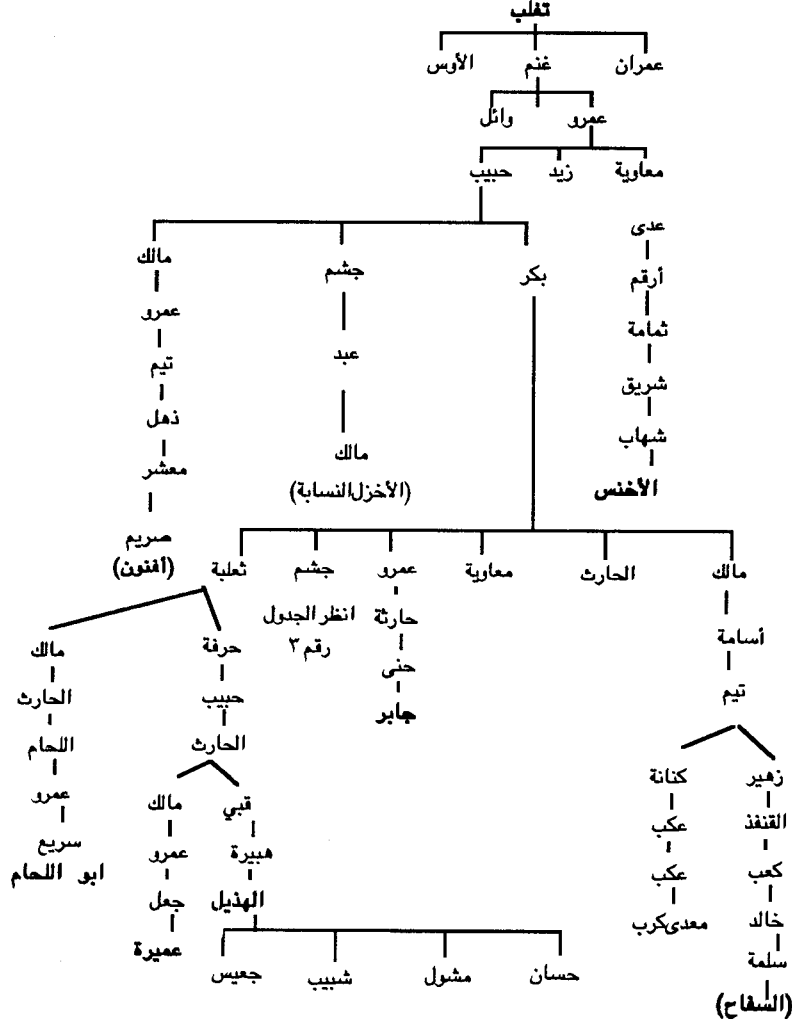 تغلب
عمران غنم الأوس
عمرو وائل
معاوية زيد حبيب
عدى
أرقم
ثمامة
شريق
شهاب
الأخنس
بكر
جشم
عبد
مالك
(الأخزل النسابة)
مالك
عمرو
تيم
ذهل
معشر
صريم
(أفنون)
مالك الحارث معاوية عمرو جشم ثعلبة
أسامة
تيم
زهير
القنفذ
كعب
خالد
سلمة
(السفاح)
كنانة
عكب
عكب
معدى كرب
حارثة
حنى
جابر
انظر الجدول
رقم ٣
حرفة
حبيب
الحارث
قبي
هبيرة
الهذيل
حسان مشول شبيب جعيس
مالك
عمرو
جعل
عميرة
مالك
الحارث
اللحام
عمرو
سريع
ابو اللحام